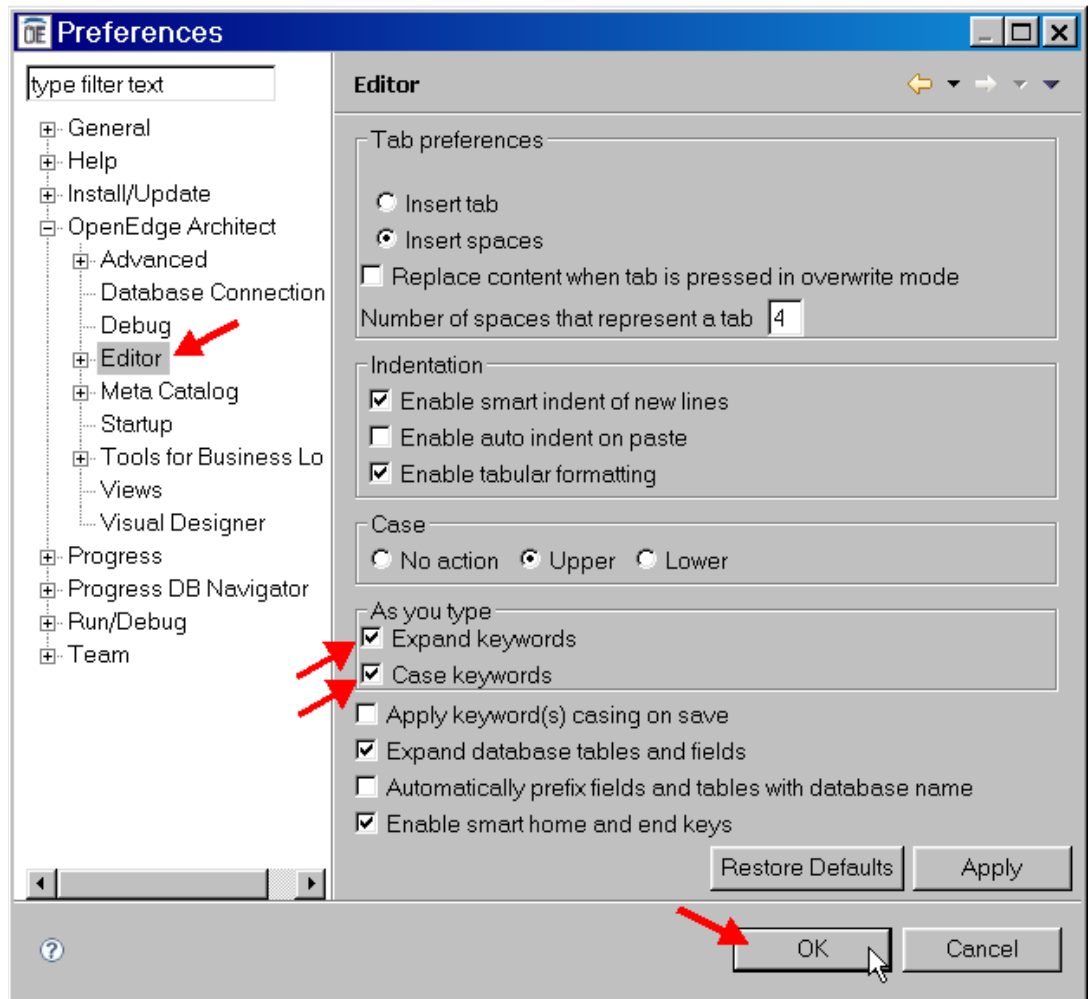 OE Preferences
type filter text
General
Help
Install/Update
OpenEdge Architect
Advanced
Database Connection
Debug
Editor
Meta Catalog
Startup
Tools for Business Lo
Views
Visual Designer
Progress
Progress DB Navigator
Run/Debug
Team
Editor
Tab preferences
Insert tab
Insert spaces
Replace content when tab is pressed in overwrite mode
Number of spaces that represent a tab 4
Indentation
Enable smart indent of new lines
Enable auto indent on paste
Enable tabular formatting
Case
No action Upper Lower
As you type
Expand keywords
Case keywords
Apply keyword(s) casing on save
Expand database tables and fields
Automatically prefix fields and tables with database name
Enable smart home and end keys
Restore Defaults Apply
? OK Cancel